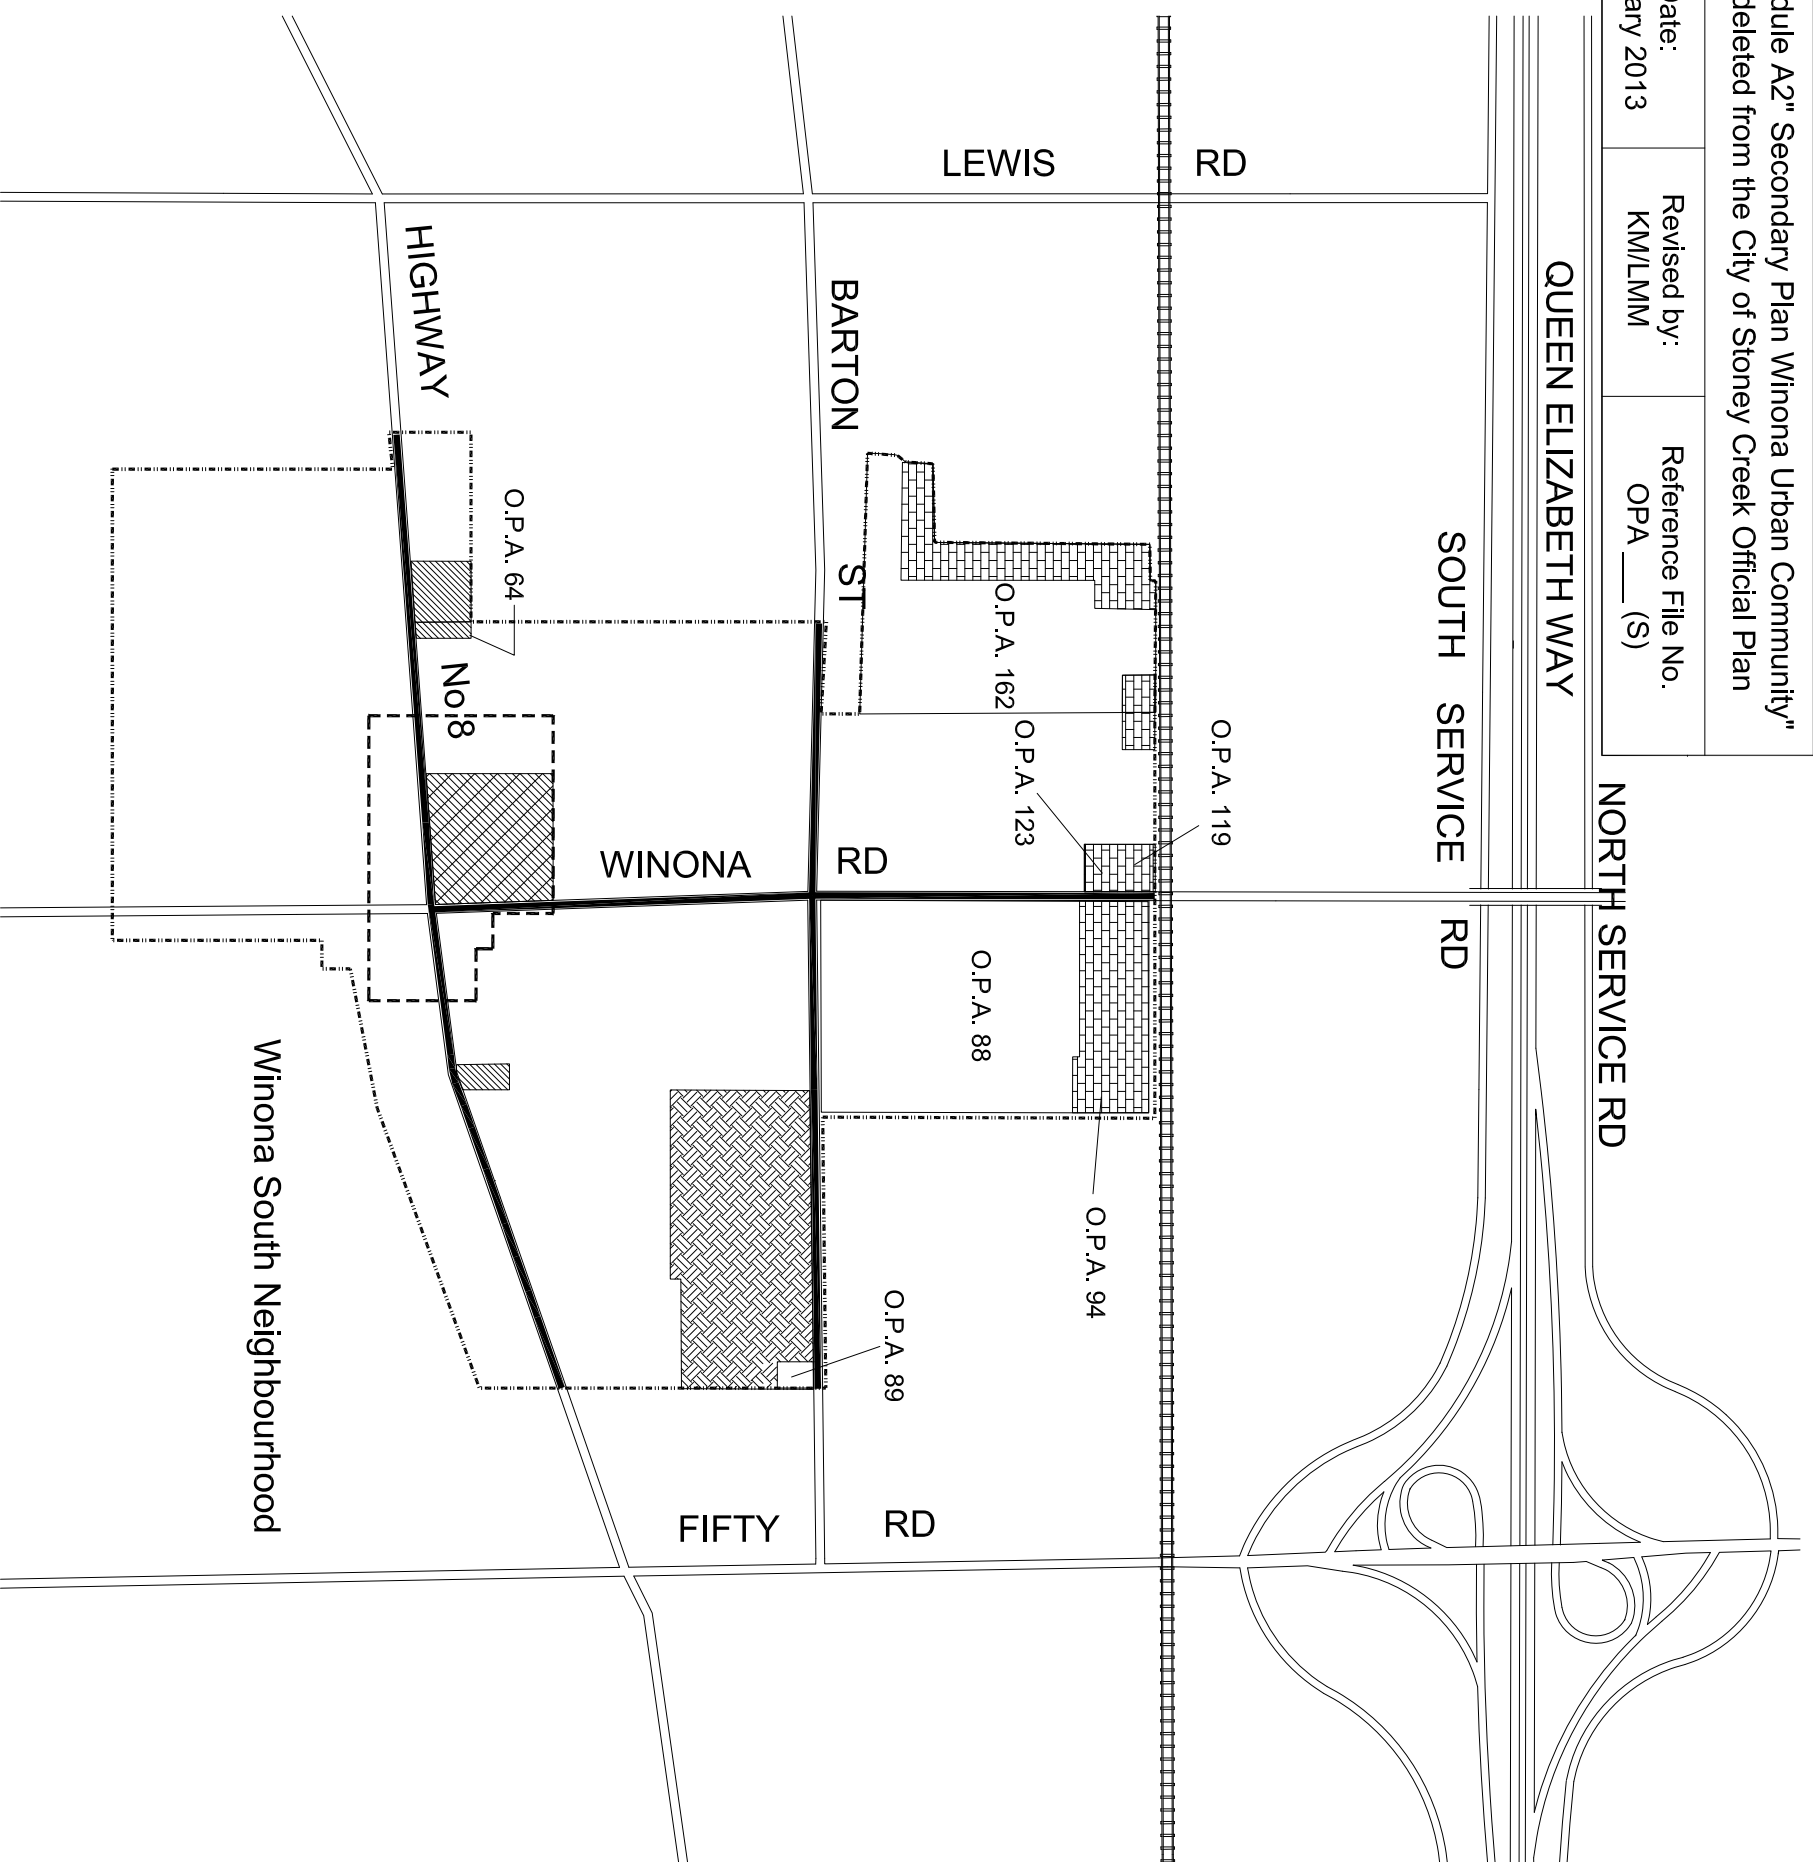 dule A2" Secondary Plan Winona Urban Community"
deleted from the City of Stoney Creek Official Plan
Date:
ary 2013
Revised by:
KM/LMM
Reference File No.
OPA ___ (S)
NORTH SERVICE RD
QUEEN ELIZABETH WAY
SOUTH SERVICE RD
LEWIS RD
O.P.A. 119
O.P.A. 123
O.P.A. 162
O.P.A. 94
O.P.A. 88
O.P.A. 89
BARTON ST
WINONA RD
FIFTY RD
O.P.A. 64
HIGHWAY No 8
Winona South Neighbourhood